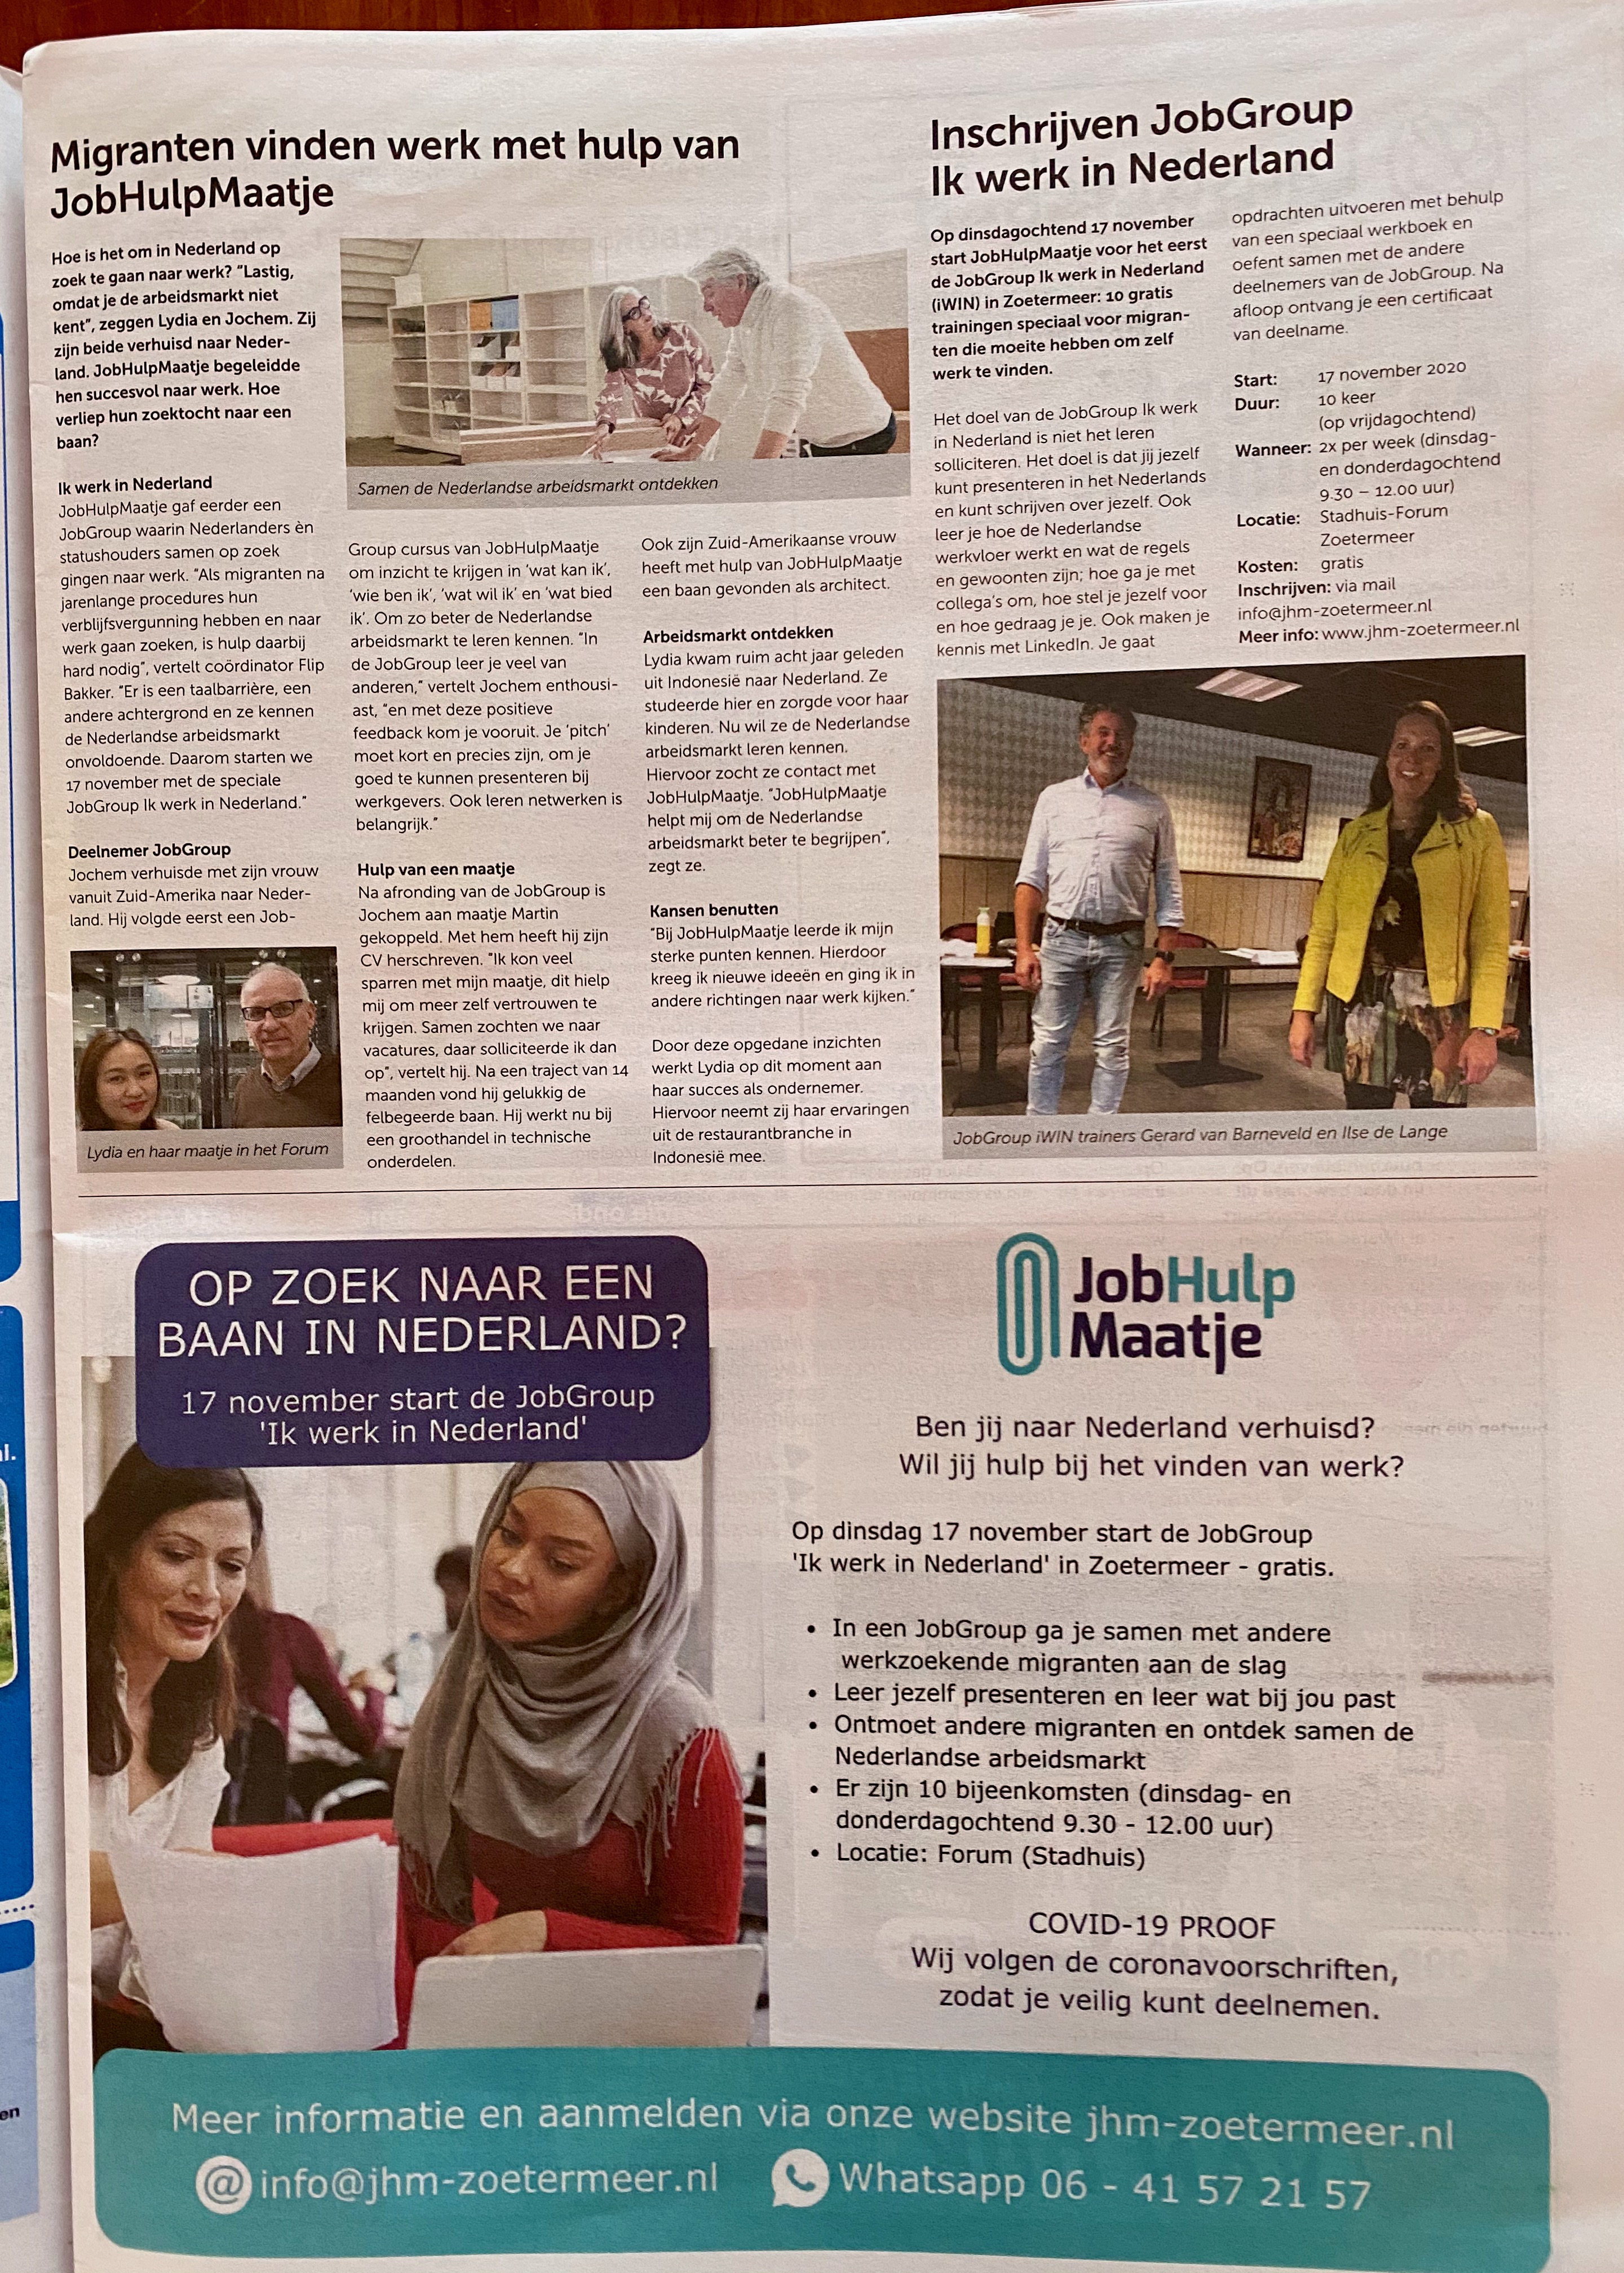 Migranten vinden werk met hulp van
JobHulpMaatje
Hoe is het om in Nederland op
zoek te gaan naar werk? "Lastig,
omdat je de arbeidsmarkt niet
kent", zeggen Lydia en Jochem. Zij
zijn beide verhuisd naar Neder-
land. JobHulpMaatje begeleidde
hen succesvol naar werk. Hoe
verliep hun zoektocht naar een
baan?
Ik werk in Nederland
JobHulpMaatje gaf eerder een
JobGroup waarin Nederlanders èn
statushouders samen op zoek
gingen naar werk. "Als migranten na
jarenlange procedures hun
verblijfsvergunning hebben en naar
werk gaan zoeken, is hulp daarbij
hard nodig", vertelt coördinator Flip
Bakker. "Er is een taalbarrière, een
andere achtergrond en ze kennen
de Nederlandse arbeidsmarkt
onvoldoende. Daarom starten we
17 november met de speciale
JobGroup Ik werk in Nederland."
Deelnemer JobGroup
Jochem verhuisde met zijn vrouw
vanuit Zuid-Amerika naar Neder-
land. Hij volgde eerst een Job-
Lydia en haar maatje in het Forum
Samen de Nederlandse arbeidsmarkt ontdekken
Group cursus van JobHulpMaatje
om inzicht te krijgen in 'wat kan ik',
'wie ben ik', 'wat wil ik' en 'wat bied
ik'. Om zo beter de Nederlandse
arbeidsmarkt te leren kennen. "In
de JobGroup leer je veel van
anderen," vertelt Jochem enthousi-
ast, "en met deze positieve
feedback kom je vooruit. Je 'pitch'
moet kort en precies zijn, om je
goed te kunnen presenteren bij
werkgevers. Ook leren netwerken is
belangrijk."
Hulp van een maatje
Na afronding van de JobGroup is
Jochem aan maatje Martin
gekoppeld. Met hem heeft hij zijn
CV herschreven. "Ik kon veel
sparren met mijn maatje, dit hielp
mij om meer zelf vertrouwen te
krijgen. Samen zochten we naar
vacatures, daar solliciteerde ik dan
op", vertelt hij. Na een traject van 14
maanden vond hij gelukkig de
felbegeerde baan. Hij werkt nu bij
een groothandel in technische
onderdelen.
Ook zijn Zuid-Amerikaanse vrouw
heeft met hulp van JobHulpMaatje
een baan gevonden als architect.
Arbeidsmarkt ontdekken
Lydia kwam ruim acht jaar geleden
uit Indonesië naar Nederland. Ze
studeerde hier en zorgde voor haar
kinderen. Nu wil ze de Nederlandse
arbeidsmarkt leren kennen.
Hiervoor zocht ze contact met
JobHulpMaatje. "JobHulpMaatje
helpt mij om de Nederlandse
arbeidsmarkt beter te begrijpen",
zegt ze.
Kansen benutten
"Bij JobHulpMaatje leerde ik mijn
sterke punten kennen. Hierdoor
kreeg ik nieuwe ideeën en ging ik in
andere richtingen naar werk kijken."
Door deze opgedane inzichten
werkt Lydia op dit moment aan
haar succes als ondernemer.
Hiervoor neemt zij haar ervaringen
uit de restaurantbranche in
Indonesië mee.
Inschrijven JobGroup
Ik werk in Nederland
Op dinsdagochtend 17 november
start JobHulpMaatje voor het eerst
de JobGroup Ik werk in Nederland
(iWIN) in Zoetermeer: 10 gratis
trainingen speciaal voor migran-
ten die moeite hebben om zelf
werk te vinden.
Het doel van de JobGroup Ik werk
in Nederland is niet het leren
solliciteren. Het doel is dat jij jezelf
kunt presenteren in het Nederlands
en kunt schrijven over jezelf. Ook
leer je hoe de Nederlandse
werkvloer werkt en wat de regels
en gewoonten zijn; hoe ga je met
collega's om, hoe stel je jezelf voor
en hoe gedraag je je. Ook maken je
kennis met LinkedIn. Je gaat
opdrachten uitvoeren met behulp
van een speciaal werkboek en
oefent samen met de andere
deelnemers van de JobGroup. Na
afloop ontvang je een certificaat
van deelname.
Start: 17 november 2020
Duur: 10 keer
(op vrijdagochtend)
Wanneer: 2x per week (dinsdag-
en donderdagochtend
9.30 – 12.00 uur)
Locatie: Stadhuis-Forum
Zoetermeer
Kosten: gratis
Inschrijven: via mail
info@jhm-zoetermeer.nl
Meer info: www.jhm-zoetermeer.nl
JobGroup iWIN trainers Gerard van Barneveld en Ilse de Lange
OP ZOEK NAAR EEN
BAAN IN NEDERLAND?
17 november start de JobGroup
'Ik werk in Nederland'
JobHulp
Maatje
Ben jij naar Nederland verhuisd?
Wil jij hulp bij het vinden van werk?
Op dinsdag 17 november start de JobGroup
'Ik werk in Nederland' in Zoetermeer - gratis.
• In een JobGroup ga je samen met andere
werkzoekende migranten aan de slag
• Leer jezelf presenteren en leer wat bij jou past
• Ontmoet andere migranten en ontdek samen de
Nederlandse arbeidsmarkt
• Er zijn 10 bijeenkomsten (dinsdag- en
donderdagochtend 9.30 - 12.00 uur)
• Locatie: Forum (Stadhuis)
COVID-19 PROOF
Wij volgen de coronavoorschriften,
zodat je veilig kunt deelnemen.
Meer informatie en aanmelden via onze website jhm-zoetermeer.nl
@ info@jhm-zoetermeer.nl Whatsapp 06 - 41 57 21 57